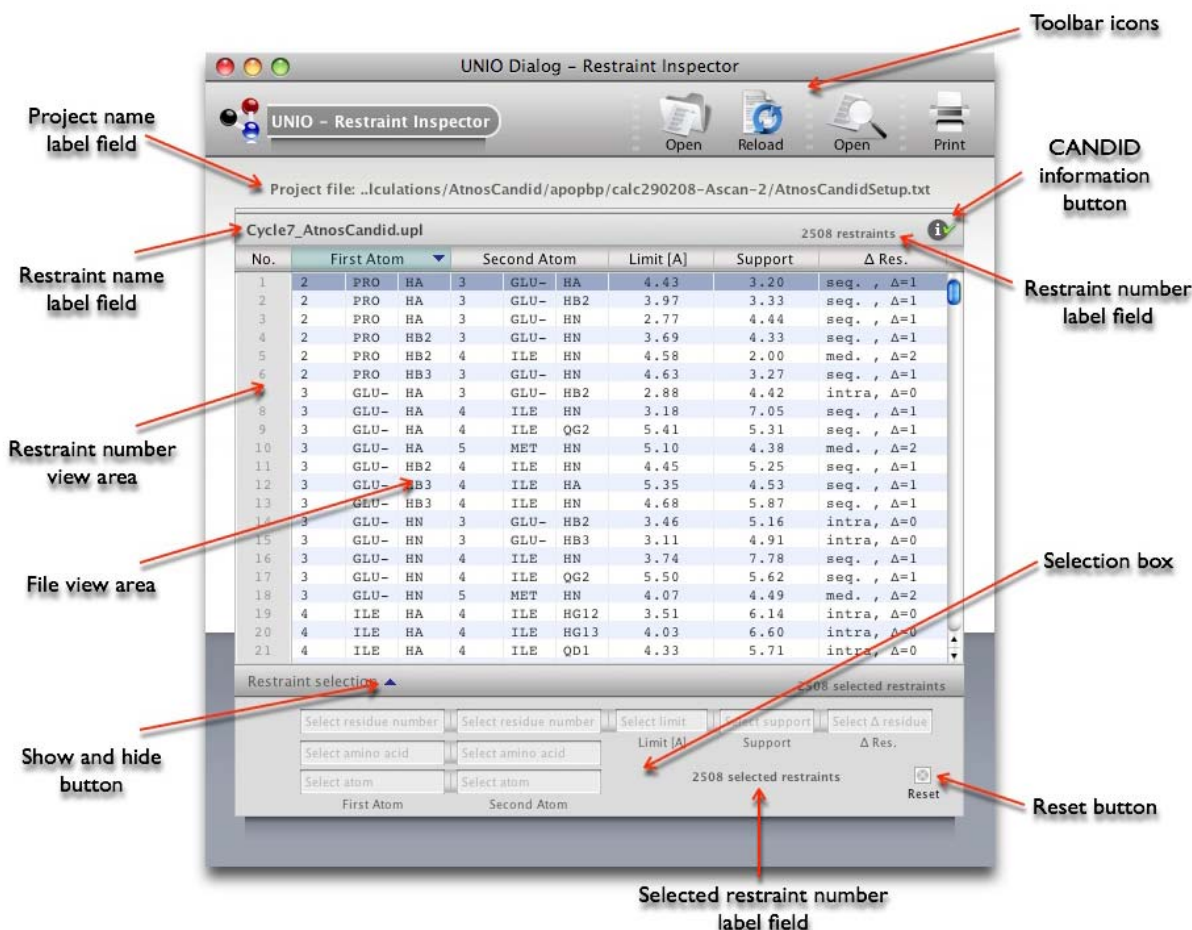 Toolbar icons
UNIO Dialog - Restraint Inspector
UNIO - Restraint Inspector
Open Reload Open Print
Project name
label field
CANDID
information
button
Project file: ..lculations/AtnosCandid/apopbp/calc290208-Ascan-2/AtnosCandidSetup.txt
Cycle7_AtnosCandid.upl 2508 restraints
No. First Atom Second Atom Limit [A] Support Δ Res.
1 2 PRO HA 3 GLU- HA 4.43 3.20 seq. , Δ=1
2 2 PRO HA 3 GLU- HB2 3.97 3.33 seq. , Δ=1
3 2 PRO HA 3 GLU- HN 2.77 4.44 seq. , Δ=1
4 2 PRO HB2 3 GLU- HN 3.69 4.33 seq. , Δ=1
5 2 PRO HB2 4 ILE HN 4.58 2.00 med. , Δ=2
6 2 PRO HB3 3 GLU- HN 4.63 3.27 seq. , Δ=1
3 GLU- HA 3 GLU- HB2 2.88 4.42 intra, Δ=0
8 3 GLU- HA 4 ILE HN 3.18 7.05 seq. , Δ=1
9 3 GLU- HA 4 ILE QG2 5.41 5.31 seq. , Δ=1
10 3 GLU- HA 5 MET HN 5.10 4.38 med. , Δ=2
11 3 GLU- HB2 4 ILE HN 4.45 5.25 seq. , Δ=1
12 3 GLU- HB3 4 ILE HA 5.35 4.53 seq. , Δ=1
13 3 GLU- HB3 4 ILE HN 4.68 5.87 seq. , Δ=1
14 3 GLU- HN 3 GLU- HB2 3.46 5.16 intra, Δ=0
15 3 GLU- HN 3 GLU- HB3 3.11 4.91 intra, Δ=0
16 3 GLU- HN 4 ILE HN 3.74 7.78 seq. , Δ=1
17 3 GLU- HN 4 ILE QG2 5.50 5.62 seq. , Δ=1
18 3 GLU- HN 5 MET HN 4.07 4.49 med. , Δ=2
19 4 ILE HA 4 ILE HG12 3.51 6.14 intra, Δ=0
20 4 ILE HA 4 ILE HG13 4.03 6.60 intra, Δ=0
21 4 ILE HA 4 ILE QD1 4.33 5.71 intra, Δ=0
Restraint name
label field
Restraint number
label field
Restraint number
view area
File view area
Selection box
Restraint selection 2508 selected restraints
Select residue number Select residue number Select limit Select support Select Δ residue
Limit [A] Support Δ Res.
Select amino acid Select amino acid
Select atom Select atom 2508 selected restraints
Reset
First Atom Second Atom
Show and hide
button
Reset button
Selected restraint number
label field